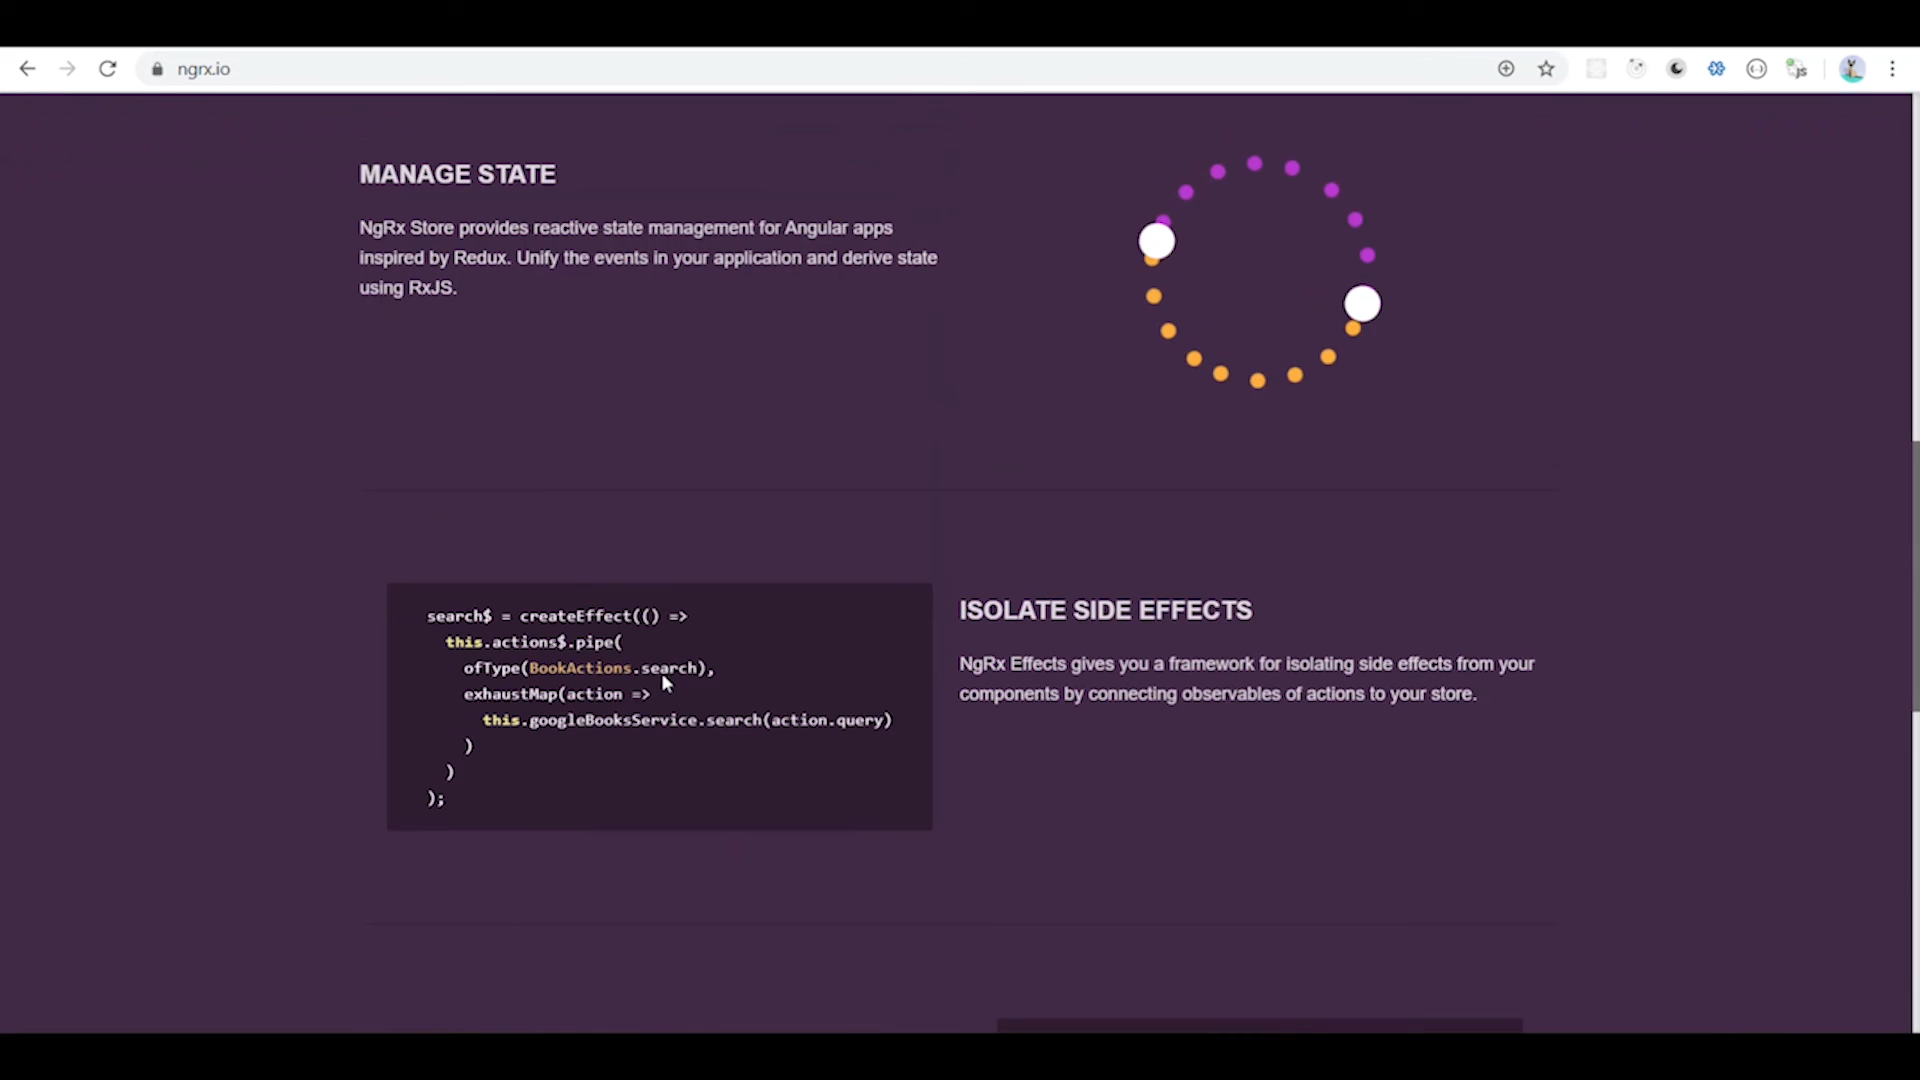 ngrx.io
MANAGE STATE
NgRx Store provides reactive state management for Angular apps
inspired by Redux. Unify the events in your application and derive state
using RxJS.
search$ = createEffect(() =>
this.actions$.pipe(
ofType(BookActions.search),
exhaustMap(action =>
this.googleBooksService.search(action.query)
)
)
);
ISOLATE SIDE EFFECTS
NgRx Effects gives you a framework for isolating side effects from your
components by connecting observables of actions to your store.